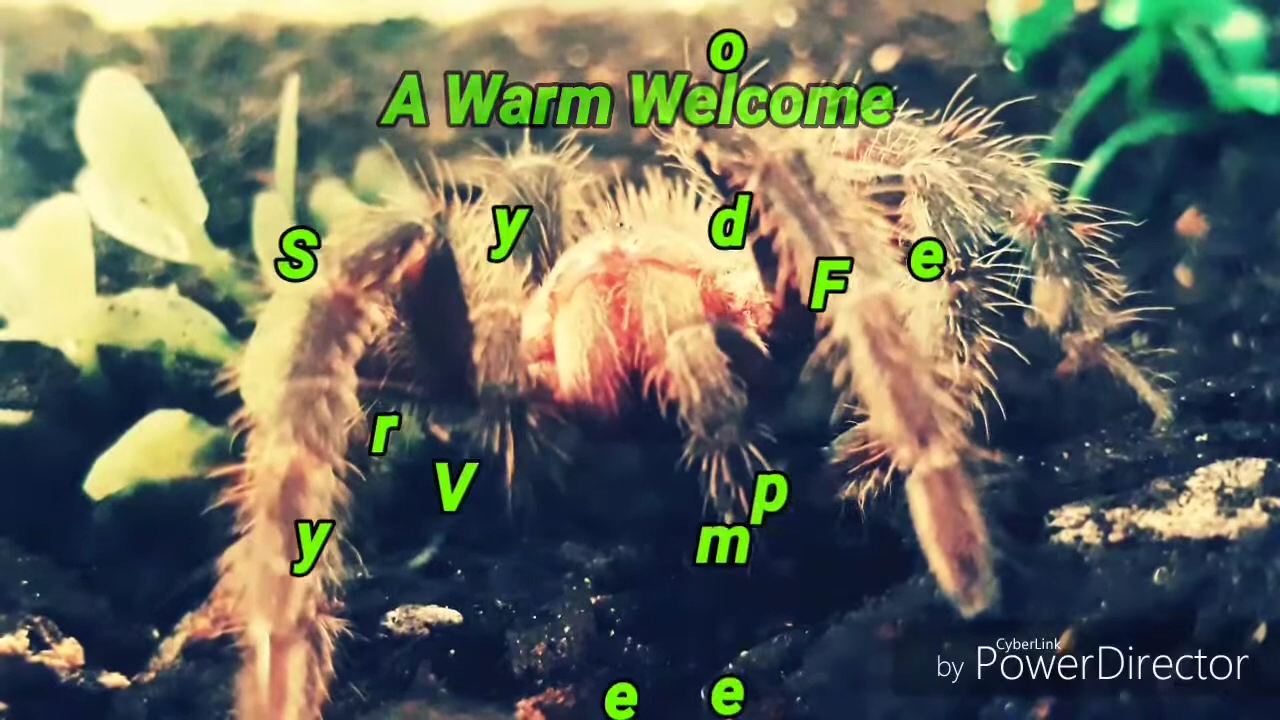 o
A Warm Welcome
y d
S F e
r
V p
y m
e e
CyberLink
by PowerDirector